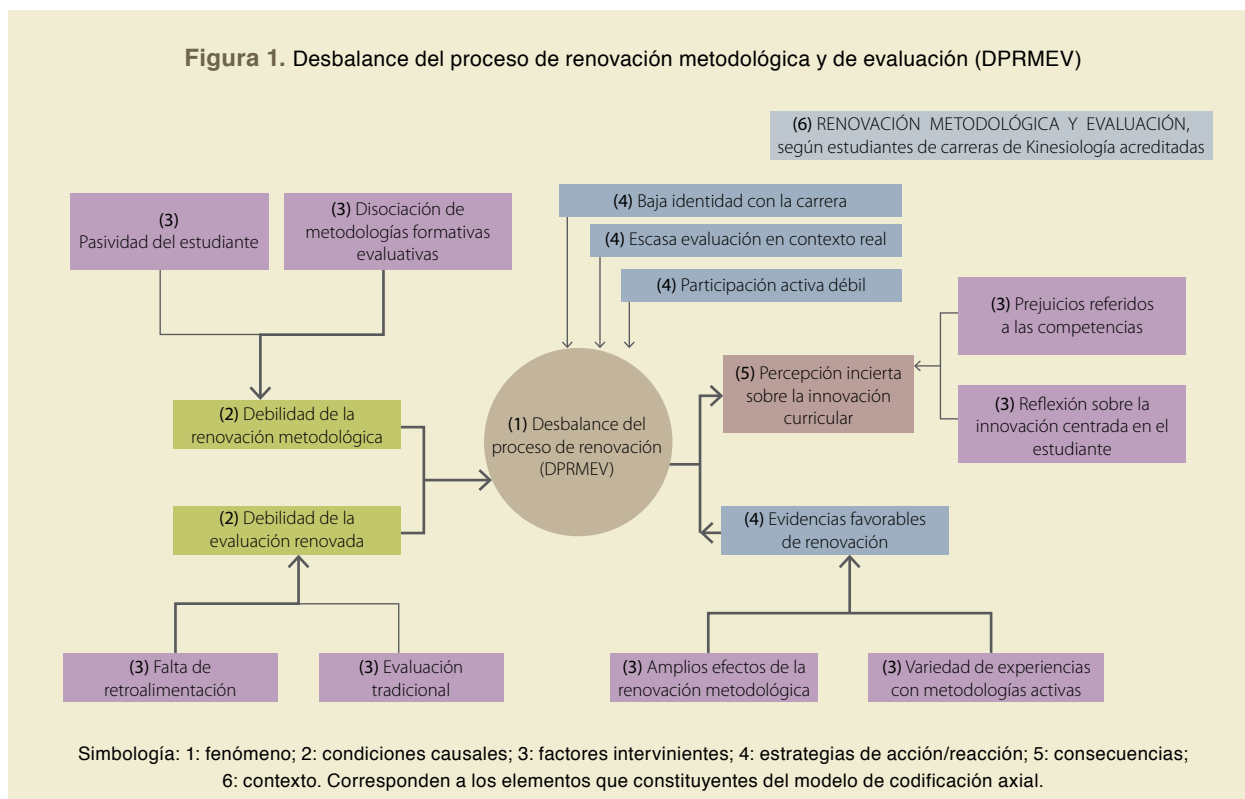 Figura 1. Desbalance del proceso de renovación metodológica y de evaluación (DPRMEV)
(6) RENOVACIÓN METODOLÓGICA Y EVALUACIÓN,
según estudiantes de carreras de Kinesiología acreditadas
(3)
Pasividad del estudiante
(3) Disociación de
metodologías formativas
evaluativas
(4) Baja identidad con la carrera
(4) Escasa evaluación en contexto real
(4) Participación activa débil
(3) Prejuicios referidos
a las competencias
(5) Percepción incierta
sobre la innovación
curricular
(3) Reflexión sobre la
innovación centrada en el
estudiante
(2) Debilidad de la
renovación metodológica
(1) Desbalance del
proceso de renovación
(DPRMEV)
(2) Debilidad de la
evaluación renovada
(4) Evidencias favorables
de renovación
(3) Falta de
retroalimentación
(3) Evaluación
tradicional
(3) Amplios efectos de la
renovación metodológica
(3) Variedad de experiencias
con metodologías activas
Simbología: 1: fenómeno; 2: condiciones causales; 3: factores intervinientes; 4: estrategias de acción/reacción; 5: consecuencias;
6: contexto. Corresponden a los elementos que constituyentes del modelo de codificación axial.